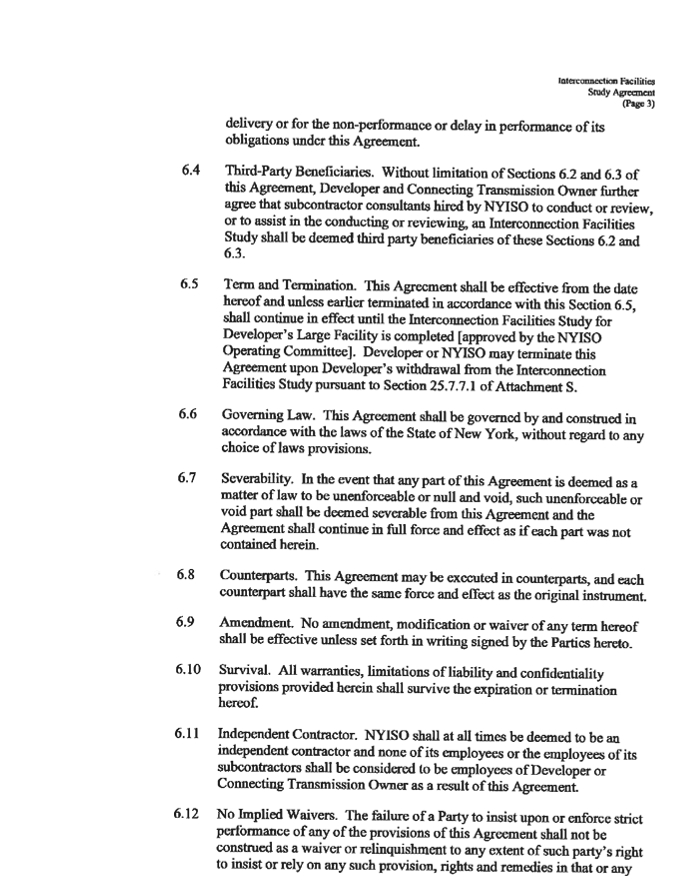 Interconnection Facilities
Study Agreement
(Page 3)
delivery or for the non-performance or delay in performance of its
obligations under this Agreement.
6.4 Third-Party Beneficiaries. Without limitation of Sections 6.2 and 6.3 of
this Agreement, Developer and Connecting Transmission Owner further
agree that subcontractor consultants hired by NYISO to conduct or review,
or to assist in the conducting or reviewing, an Interconnection Facilities
Study shall be deemed third party beneficiaries of these Sections 6.2 and
6.3.
6.5 Term and Termination. This Agreement shall be effective from the date
hereof and unless earlier terminated in accordance with this Section 6.5,
shall continue in effect until the Interconnection Facilities Study for
Developer's Large Facility is completed [approved by the NYISO
Operating Committee]. Developer or NYISO may terminate this
Agreement upon Developer's withdrawal from the Interconnection
Facilities Study pursuant to Section 25.7.7.1 of Attachment S.
6.6 Governing Law. This Agreement shall be governed by and construed in
accordance with the laws of the State of New York, without regard to any
choice of laws provisions.
6.7 Severability. In the event that any part of this Agreement is deemed as a
matter of law to be unenforceable or null and void, such unenforceable or
void part shall be deemed severable from this Agreement and the
Agreement shall continue in full force and effect as if each part was not
contained herein.
6.8 Counterparts. This Agreement may be executed in counterparts, and each
counterpart shall have the same force and effect as the original instrument.
6.9 Amendment. No amendment, modification or waiver of any term hereof
shall be effective unless set forth in writing signed by the Parties hereto.
6.10 Survival. All warranties, limitations of liability and confidentiality
provisions provided herein shall survive the expiration or termination
hereof.
6.11 Independent Contractor. NYISO shall at all times be deemed to be an
independent contractor and none of its employees or the employees of its
subcontractors shall be considered to be employees of Developer or
Connecting Transmission Owner as a result of this Agreement.
6.12 No Implied Waivers. The failure of a Party to insist upon or enforce strict
performance of any of the provisions of this Agreement shall not be
construed as a waiver or relinquishment to any extent of such party's right
to insist or rely on any such provision, rights and remedies in that or any